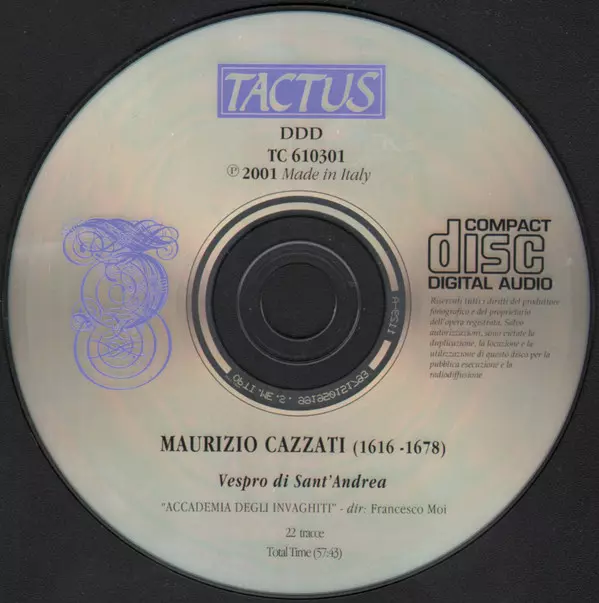 TACTUS
DDD
TC 610301
℗ 2001 Made in Italy
COMPACT
disc
DIGITAL AUDIO
Riservati tutti i diritti del produttore
fonografico e del proprietario
dell'opera registrata. Salvo
autorizzazioni, sono vietate la
duplicazione, la locazione e la
utilizzazione di questo disco per la
pubblica esecuzione e la
radiodiffusione
MAURIZIO CAZZATI (1616 -1678)
Vespro di Sant'Andrea
"ACCADEMIA DEGLI INVAGHITI" - dir: Francesco Moi
22 tracce
Total Time (57:43)